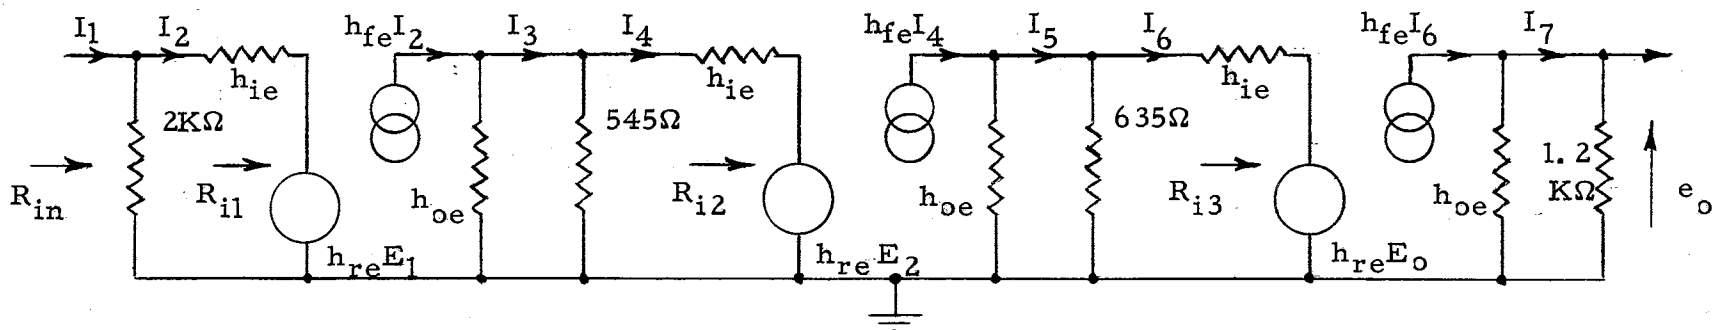 I1 I2 hfeI2 I3 I4 hfeI4 I5 I6 hfeI6 I7
hie hie hie
2KΩ 545Ω 635Ω 1.2 KΩ
Rin Ri1 hoe Ri2 hoe Ri3 hoe eo
hreE1 hreE2 hreEo